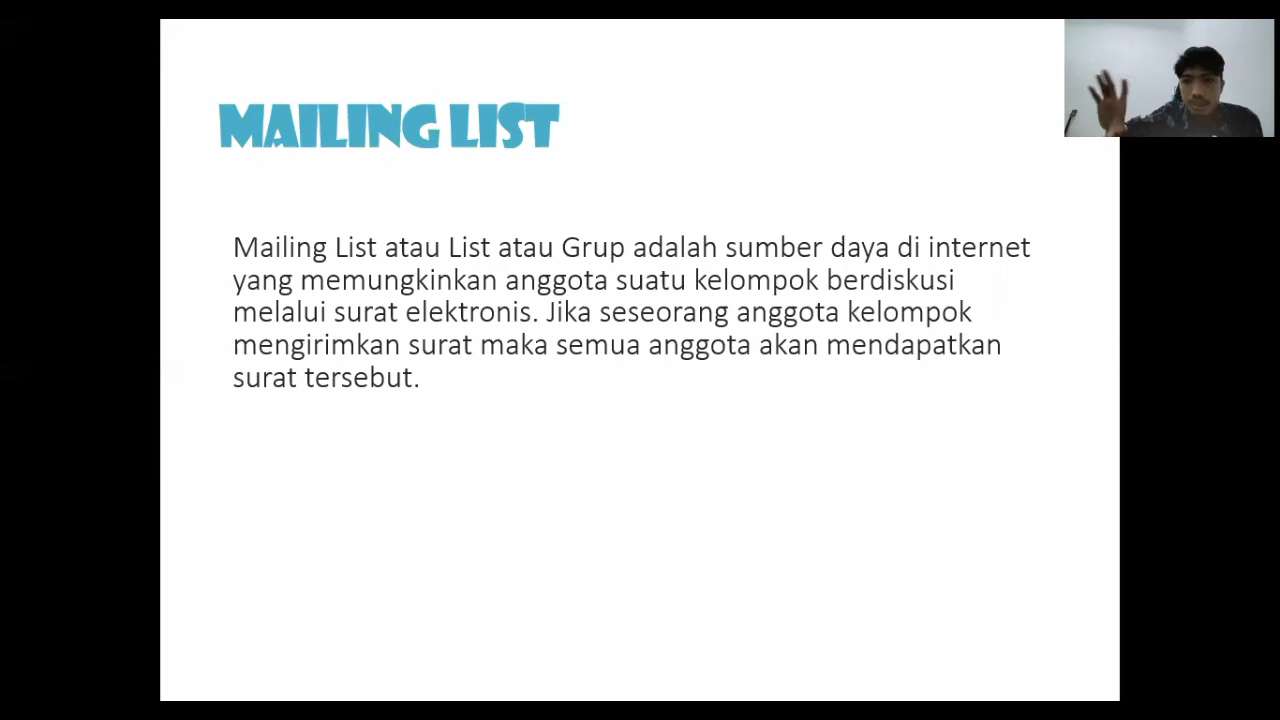 MAILING LIST
Mailing List atau List atau Grup adalah sumber daya di internet
yang memungkinkan anggota suatu kelompok berdiskusi
melalui surat elektronis. Jika seseorang anggota kelompok
mengirimkan surat maka semua anggota akan mendapatkan
surat tersebut.